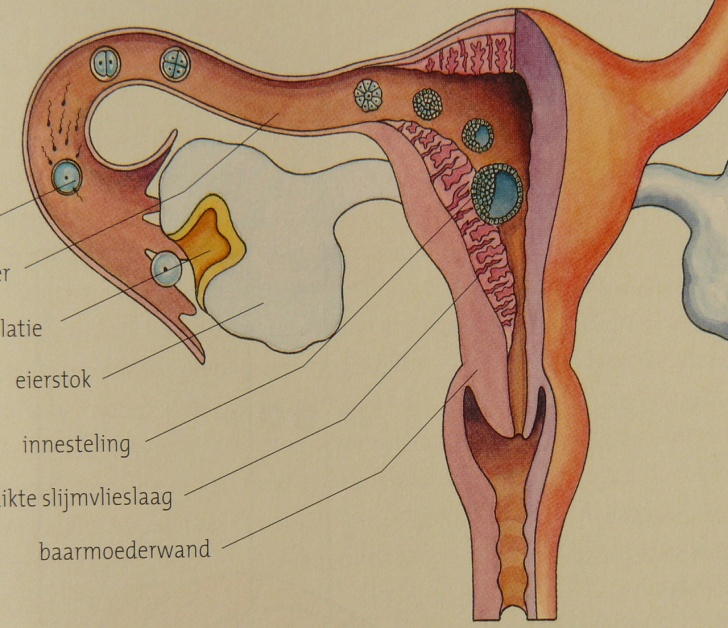 er
latie
eierstok
innesteling
ikte slijmvlieslaag
baarmoederwand